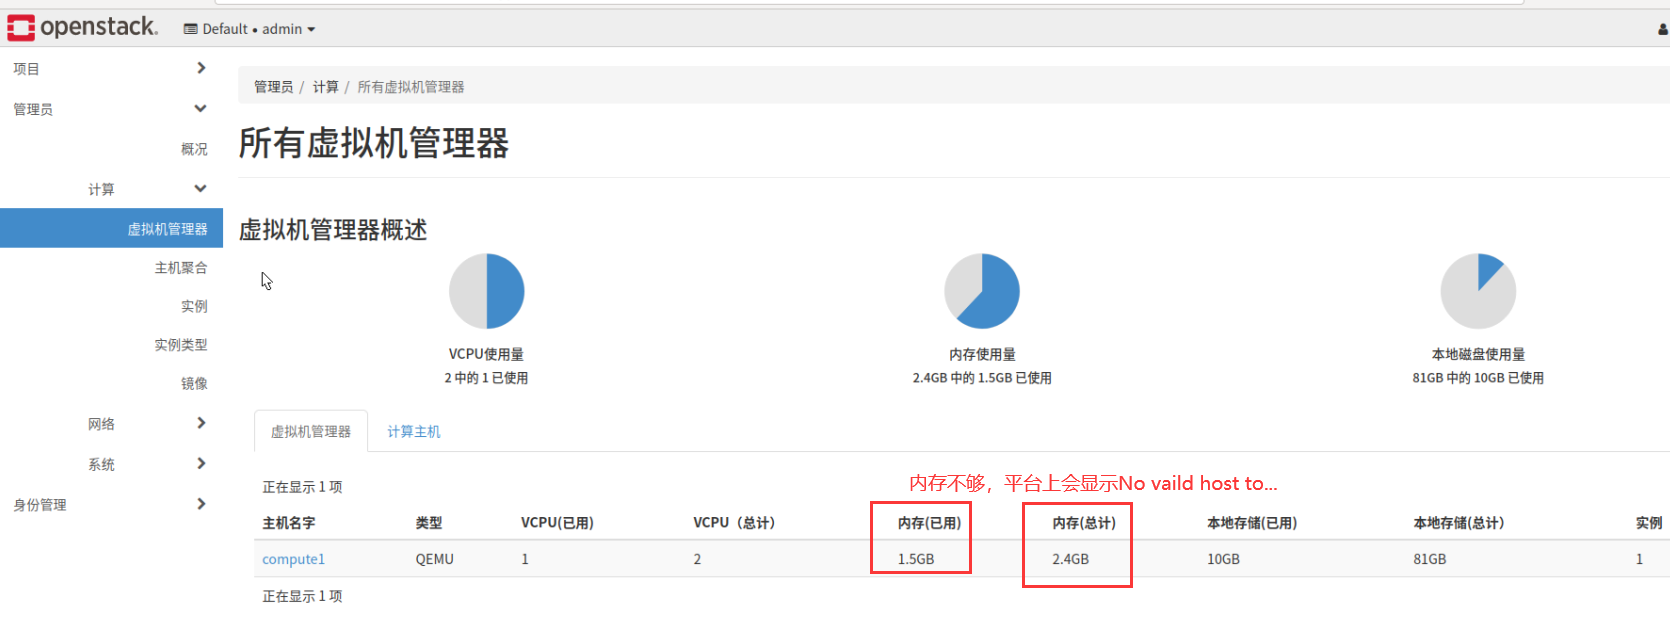 openstack. Default • admin
项目
管理员
概况
计算
虚拟机管理器
主机聚合
实例
实例类型
镜像
网络
系统
身份管理
管理员 / 计算 / 所有虚拟机管理器
所有虚拟机管理器
虚拟机管理器概述
VCPU使用量
2 中的 1 已使用
内存使用量
2.4GB 中的 1.5GB 已使用
本地磁盘使用量
81GB 中的 10GB 已使用
虚拟机管理器 计算主机
内存不够，平台上会显示No vaild host to...
正在显示 1 项
主机名字 类型 VCPU(已用) VCPU（总计） 内存(已用) 内存(总计) 本地存储(已用) 本地存储(总计) 实例
compute1 QEMU 1 2 1.5GB 2.4GB 10GB 81GB 1
正在显示 1 项